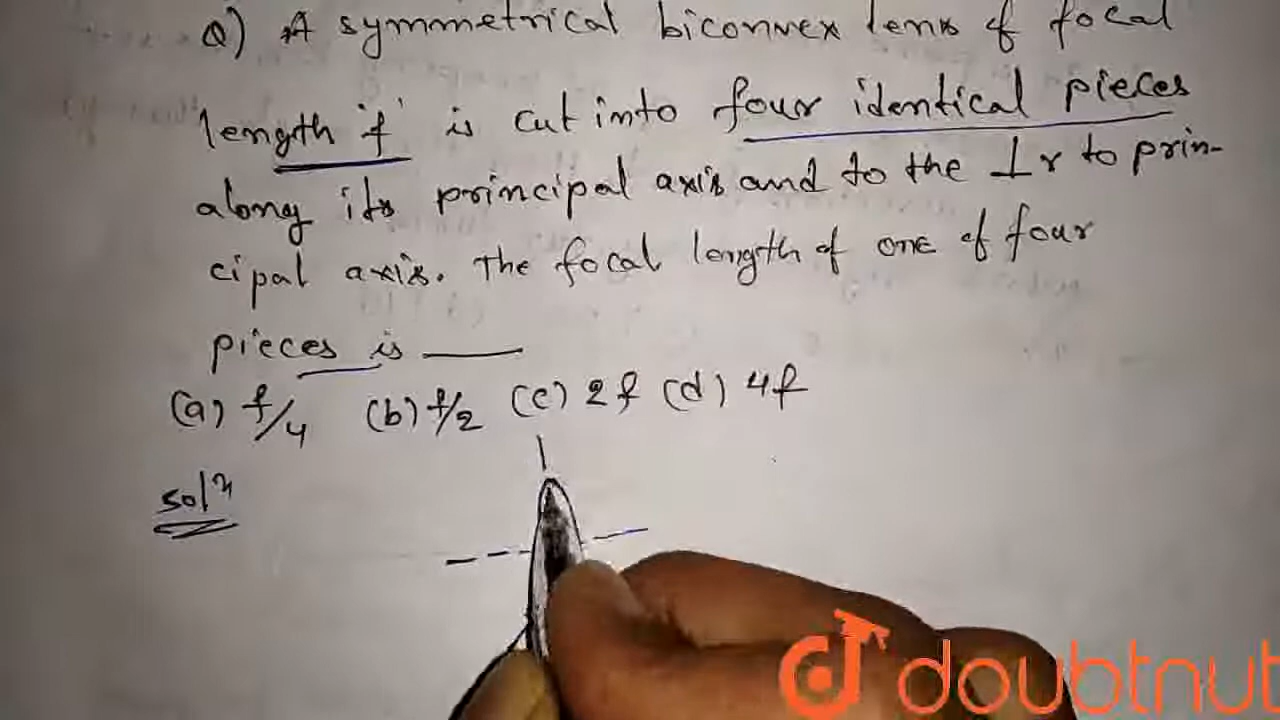 Q) A symmetrical biconvex lens of focal
length 'f' is cut into four identical pieces
along its principal axis and to the ⊥r to prin-
cipal axis. The focal length of one of four
pieces is ____
(a) f/4 (b) f/2 (c) 2f (d) 4f
solⁿ
doubtnut